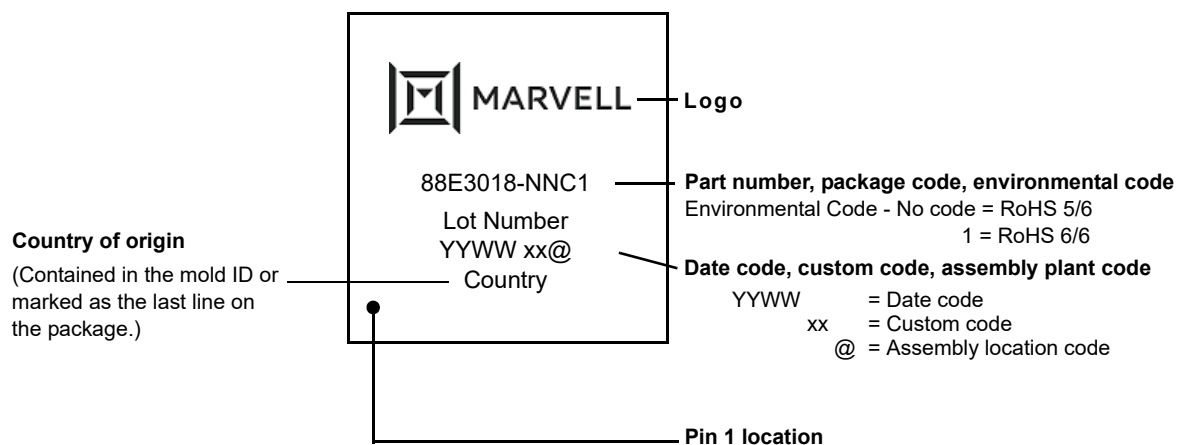 MARVELL
Logo
88E3018-NNC1
Part number, package code, environmental code
Environmental Code - No code = RoHS 5/6
1 = RoHS 6/6
Lot Number
YYWW xx@
Country
Country of origin
(Contained in the mold ID or
marked as the last line on
the package.)
Date code, custom code, assembly plant code
YYWW = Date code
xx = Custom code
@ = Assembly location code
Pin 1 location